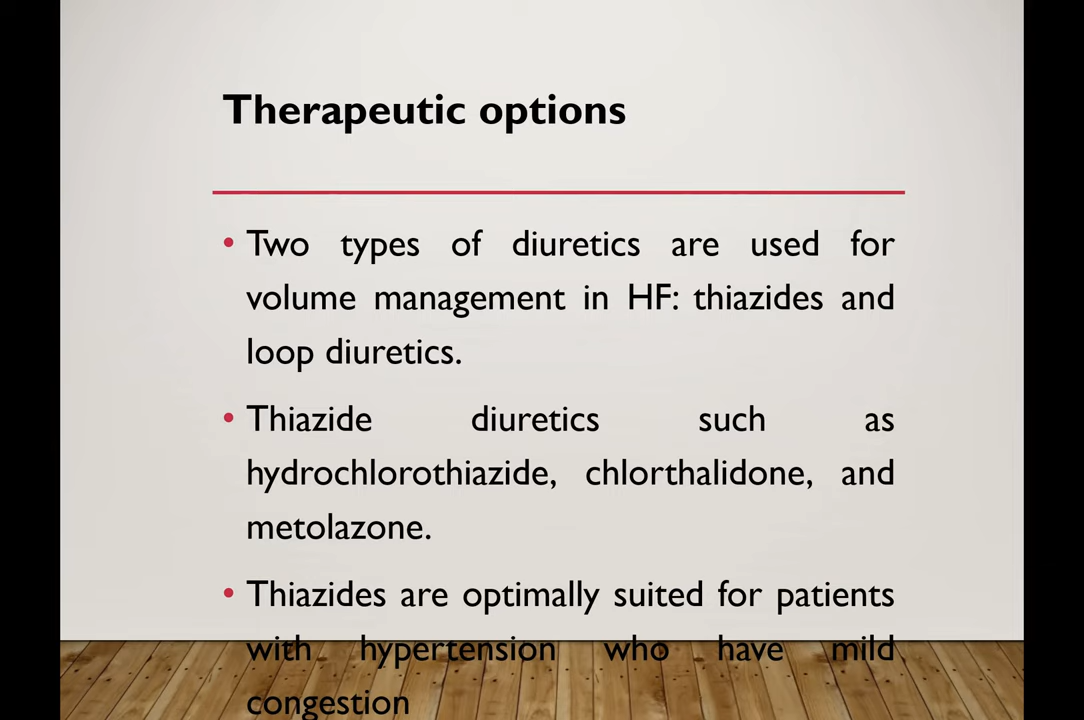 Therapeutic options
• Two types of diuretics are used for
volume management in HF: thiazides and
loop diuretics.
• Thiazide diuretics such as
hydrochlorothiazide, chlorthalidone, and
metolazone.
• Thiazides are optimally suited for patients
with hypertension who have mild
congestion